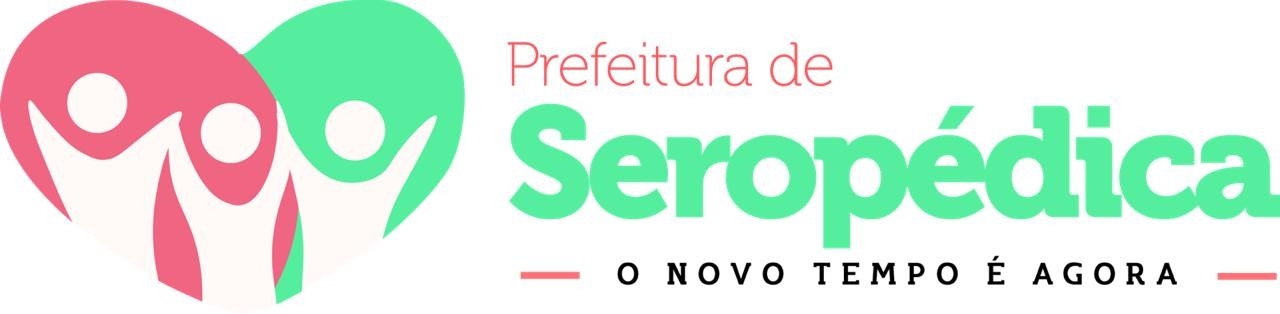 Prefeitura de
Seropédica
O NOVO TEMPO É AGORA